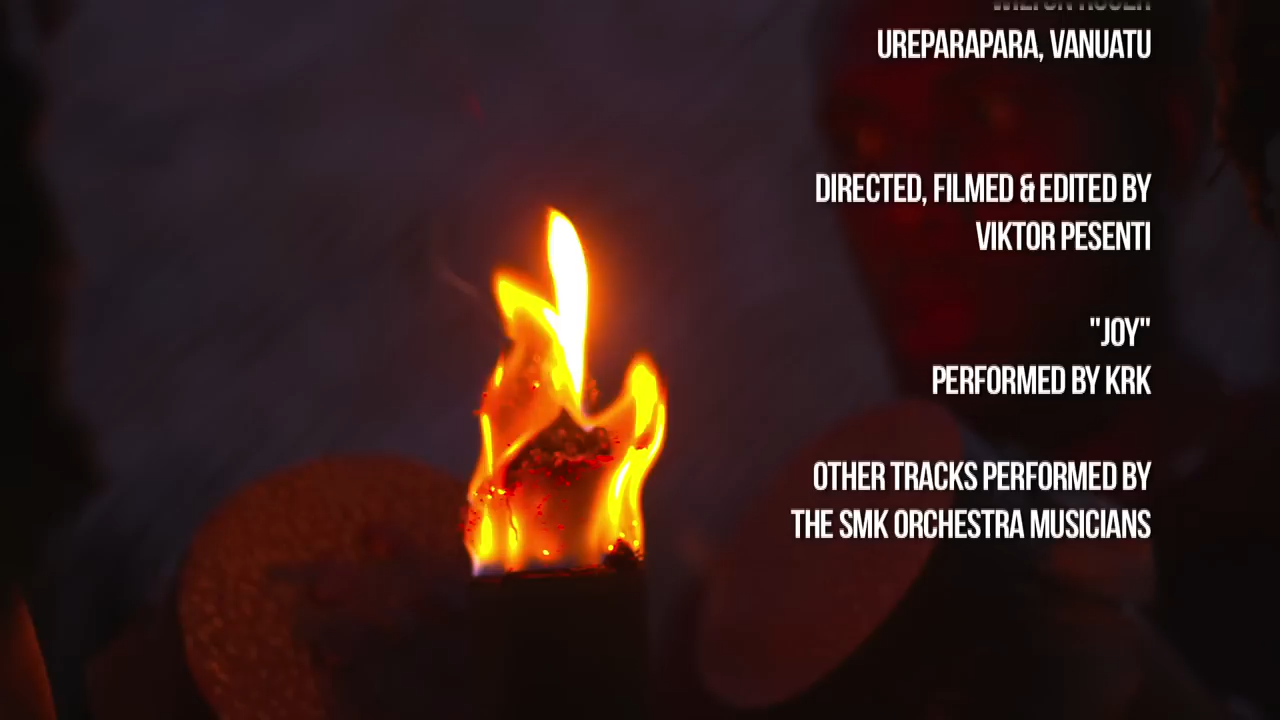 UREPARAPARA, VANUATU
DIRECTED, FILMED & EDITED BY
VIKTOR PESENTI
"JOY"
PERFORMED BY KRK
OTHER TRACKS PERFORMED BY
THE SMK ORCHESTRA MUSICIANS